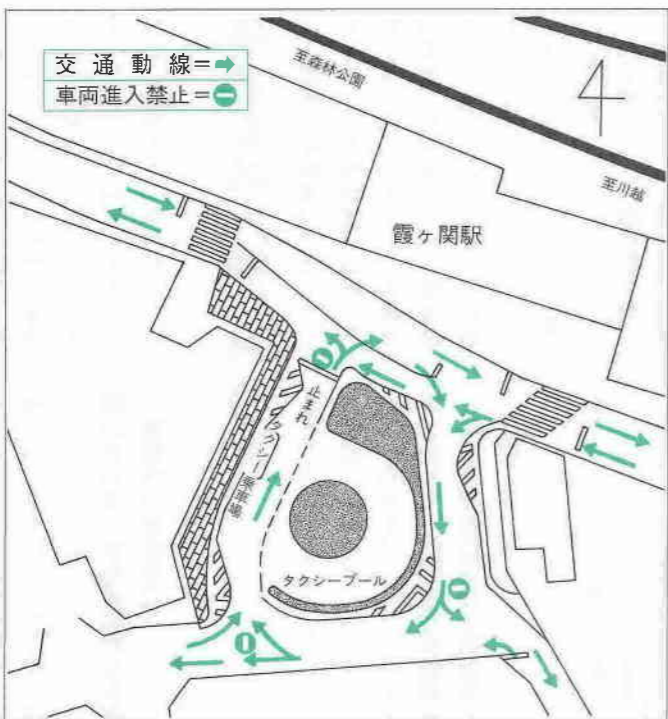 交通動線=➡
車両進入禁止=⛔
至森林公園
至川越
霞ヶ関駅
止まれ
タクシー乗車場
タクシープール